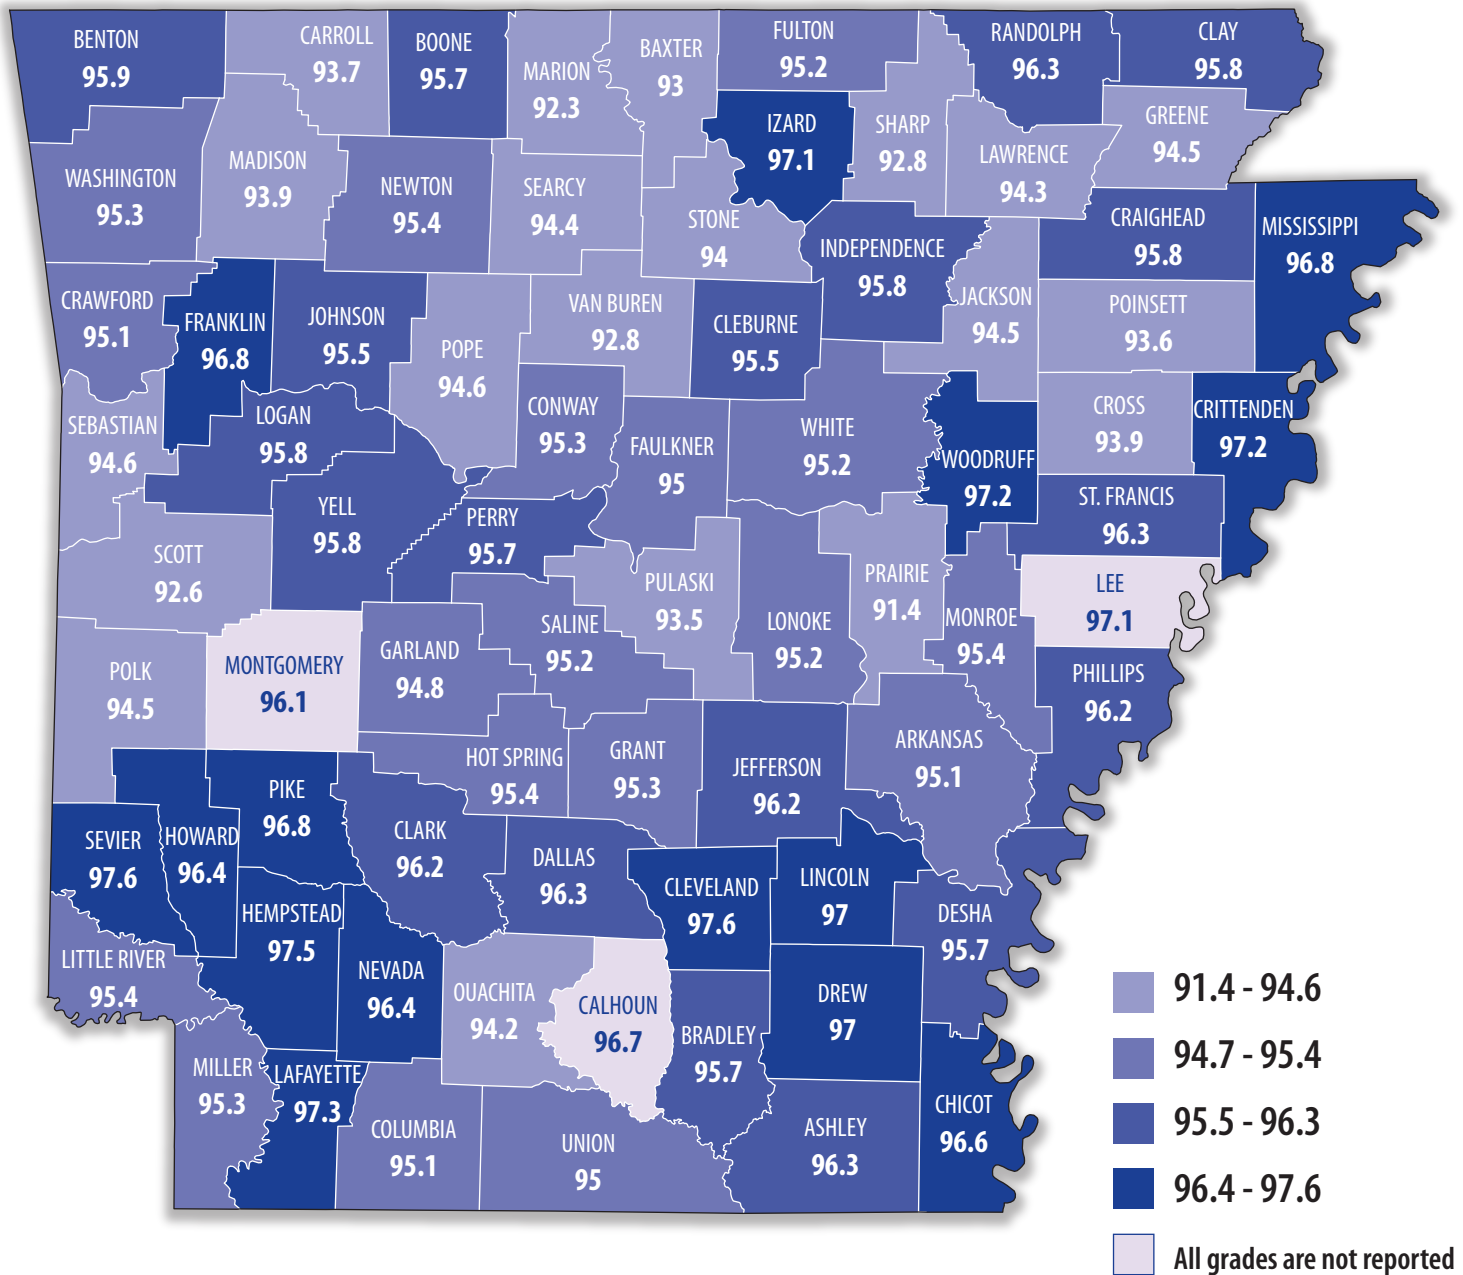 BENTON
95.9
CARROLL
93.7
BOONE
95.7
MARION
92.3
BAXTER
93
FULTON
95.2
RANDOLPH
96.3
CLAY
95.8
IZARD
97.1
SHARP
92.8
LAWRENCE
94.3
GREENE
94.5
WASHINGTON
95.3
MADISON
93.9
NEWTON
95.4
SEARCY
94.4
STONE
94
INDEPENDENCE
95.8
CRAIGHEAD
95.8
MISSISSIPPI
96.8
CRAWFORD
95.1
FRANKLIN
96.8
JOHNSON
95.5
POPE
94.6
VAN BUREN
92.8
CLEBURNE
95.5
JACKSON
94.5
POINSETT
93.6
SEBASTIAN
94.6
LOGAN
95.8
CONWAY
95.3
FAULKNER
95
WHITE
95.2
WOODRUFF
97.2
CROSS
93.9
CRITTENDEN
97.2
YELL
95.8
PERRY
95.7
ST. FRANCIS
96.3
SCOTT
92.6
PULASKI
93.5
LONOKE
95.2
PRAIRIE
91.4
MONROE
95.4
LEE
97.1
SALINE
95.2
GARLAND
94.8
MONTGOMERY
96.1
POLK
94.5
PHILLIPS
96.2
HOT SPRING
95.4
GRANT
95.3
JEFFERSON
96.2
ARKANSAS
95.1
PIKE
96.8
SEVIER
97.6
HOWARD
96.4
CLARK
96.2
DALLAS
96.3
CLEVELAND
97.6
LINCOLN
97
DESHA
95.7
HEMPSTEAD
97.5
LITTLE RIVER
95.4
NEVADA
96.4
OUACHITA
94.2
CALHOUN
96.7
BRADLEY
95.7
DREW
97
MILLER
95.3
LAFAYETTE
97.3
COLUMBIA
95.1
UNION
95
ASHLEY
96.3
CHICOT
96.6
91.4 - 94.6
94.7 - 95.4
95.5 - 96.3
96.4 - 97.6
All grades are not reported